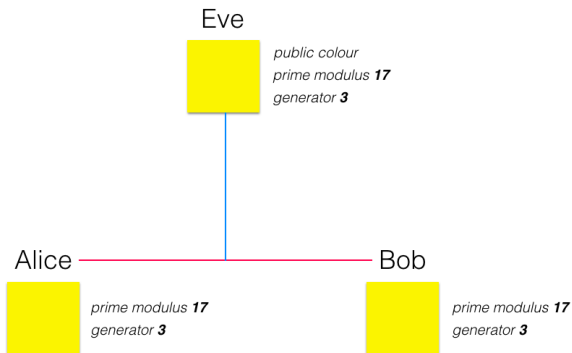 Eve
public colour
prime modulus 17
generator 3
Alice
Bob
prime modulus 17
generator 3
prime modulus 17
generator 3